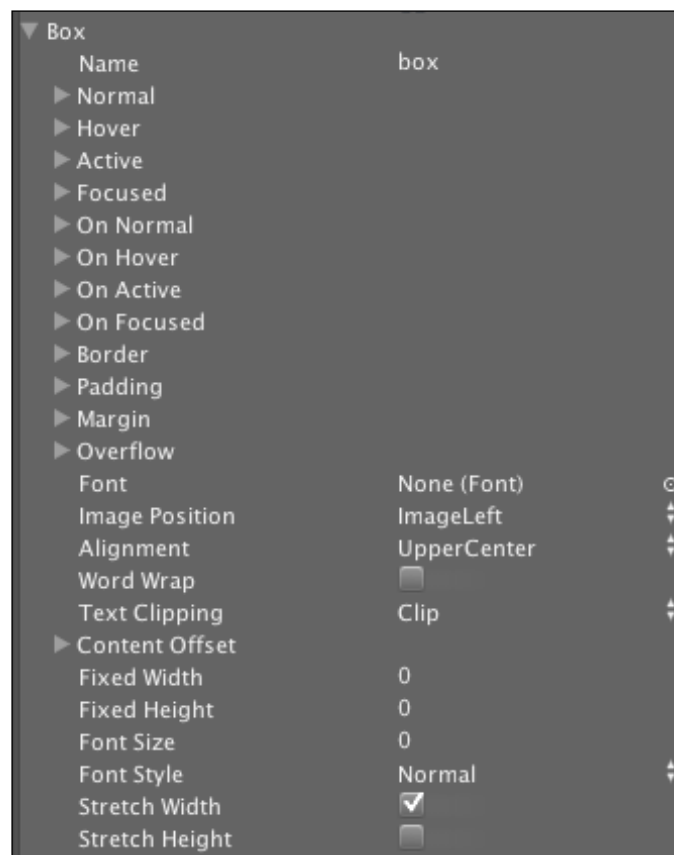 Box
Name box
Normal
Hover
Active
Focused
On Normal
On Hover
On Active
On Focused
Border
Padding
Margin
Overflow
Font None (Font)
Image Position ImageLeft
Alignment UpperCenter
Word Wrap
Text Clipping Clip
Content Offset
Fixed Width 0
Fixed Height 0
Font Size 0
Font Style Normal
Stretch Width
Stretch Height